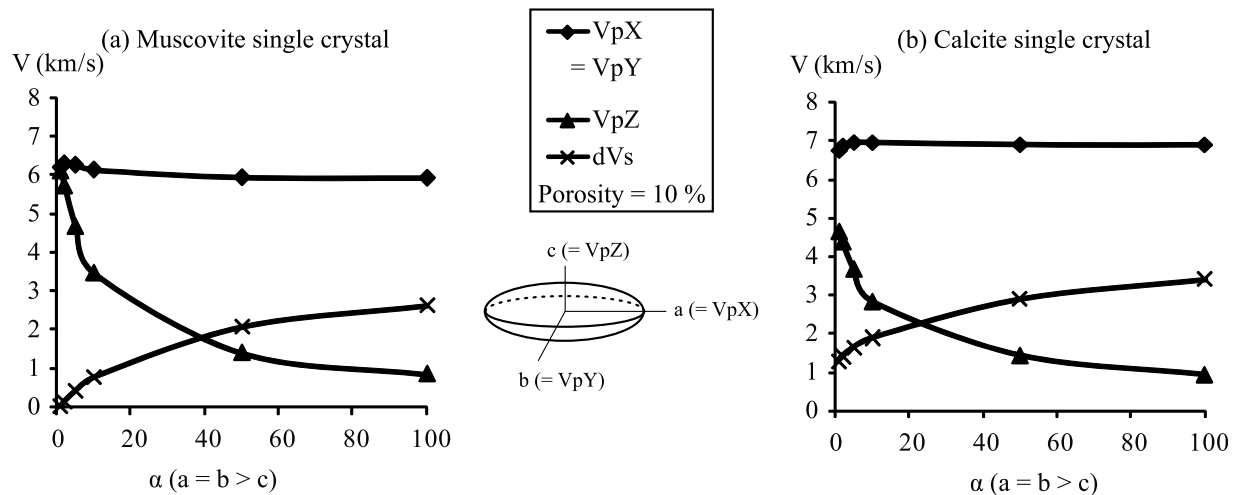 (a) Muscovite single crystal
V (km/s)
8
7
6
5
4
3
2
1
0
0 20 40 60 80 100
α (a = b > c)
VpX
= VpY
VpZ
dVs
Porosity = 10 %
c (= VpZ)
a (= VpX)
b (= VpY)
(b) Calcite single crystal
V (km/s)
8
7
6
5
4
3
2
1
0
0 20 40 60 80 100
α (a = b > c)